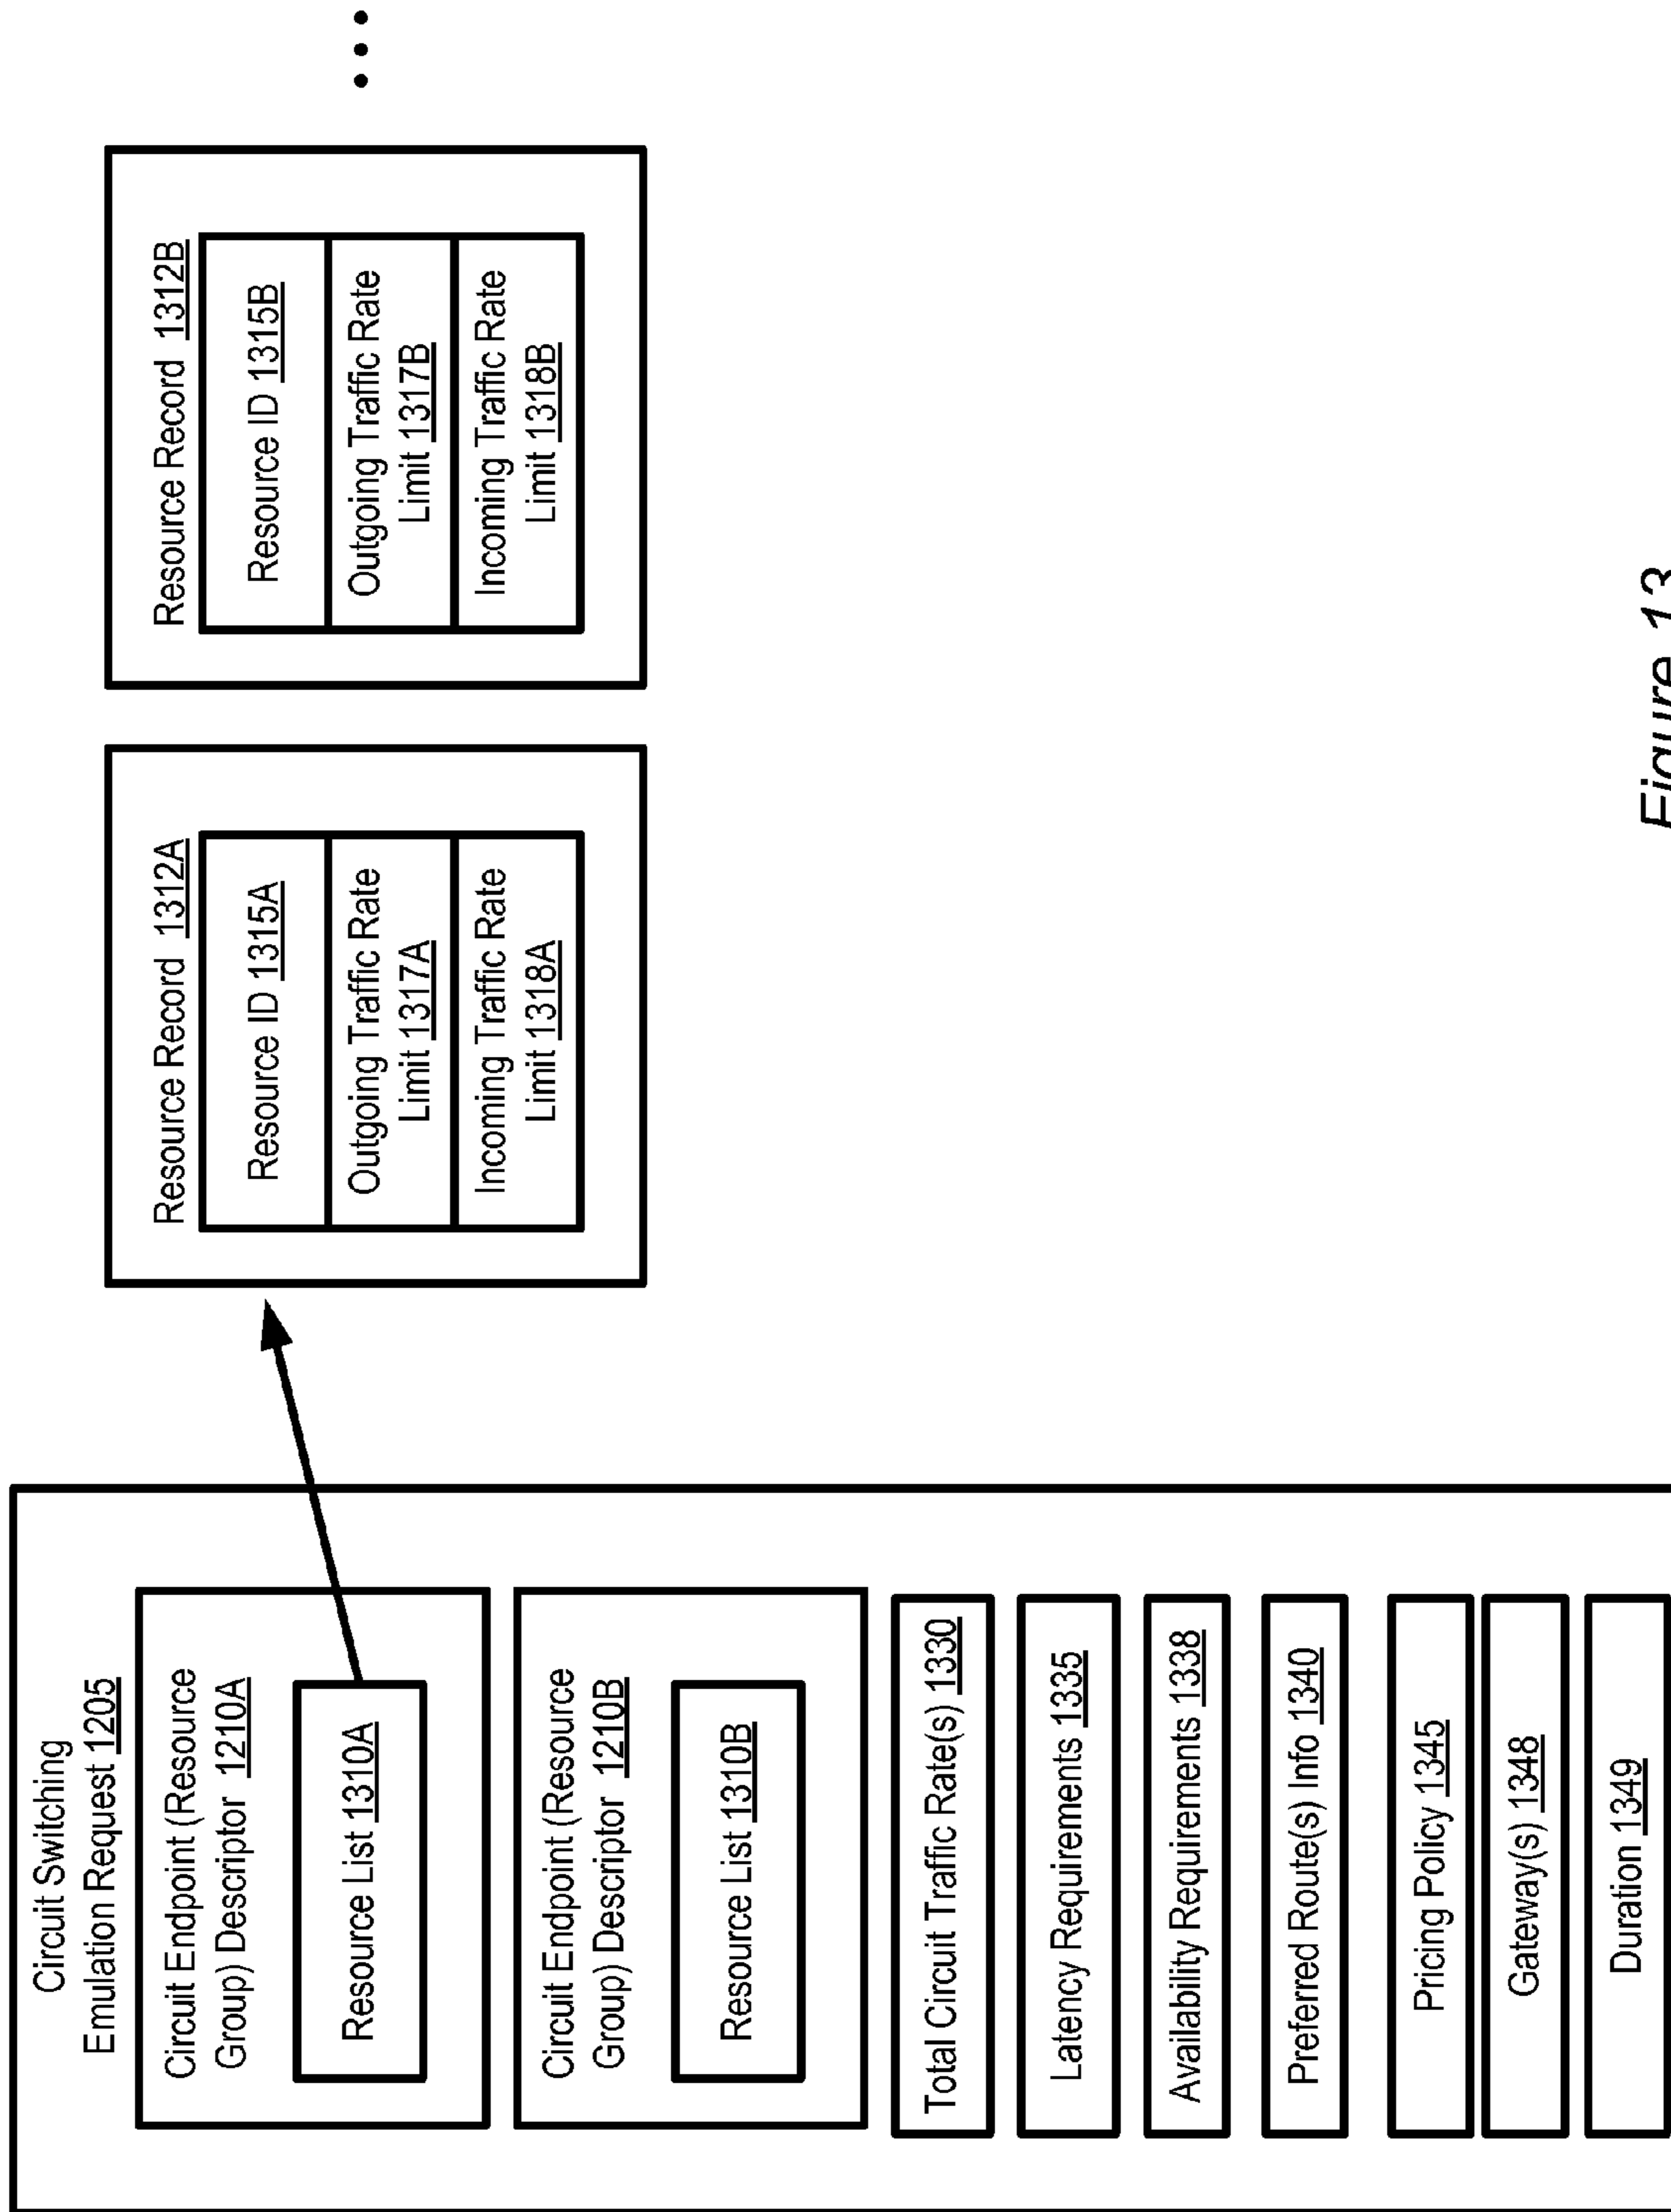 Circuit Switching
Emulation Request 1205
Circuit Endpoint (Resource
Group) Descriptor 1210A
Resource List 1310A
Circuit Endpoint (Resource
Group) Descriptor 1210B
Resource List 1310B
Total Circuit Traffic Rate(s) 1330
Latency Requirements 1335
Availability Requirements 1338
Preferred Route(s) Info 1340
Pricing Policy 1345
Gateway(s) 1348
Duration 1349
Resource Record 1312A
Resource ID 1315A
Outgoing Traffic Rate
Limit 1317A
Incoming Traffic Rate
Limit 1318A
Resource Record 1312B
Resource ID 1315B
Outgoing Traffic Rate
Limit 1317B
Incoming Traffic Rate
Limit 1318B
...
Figure 13